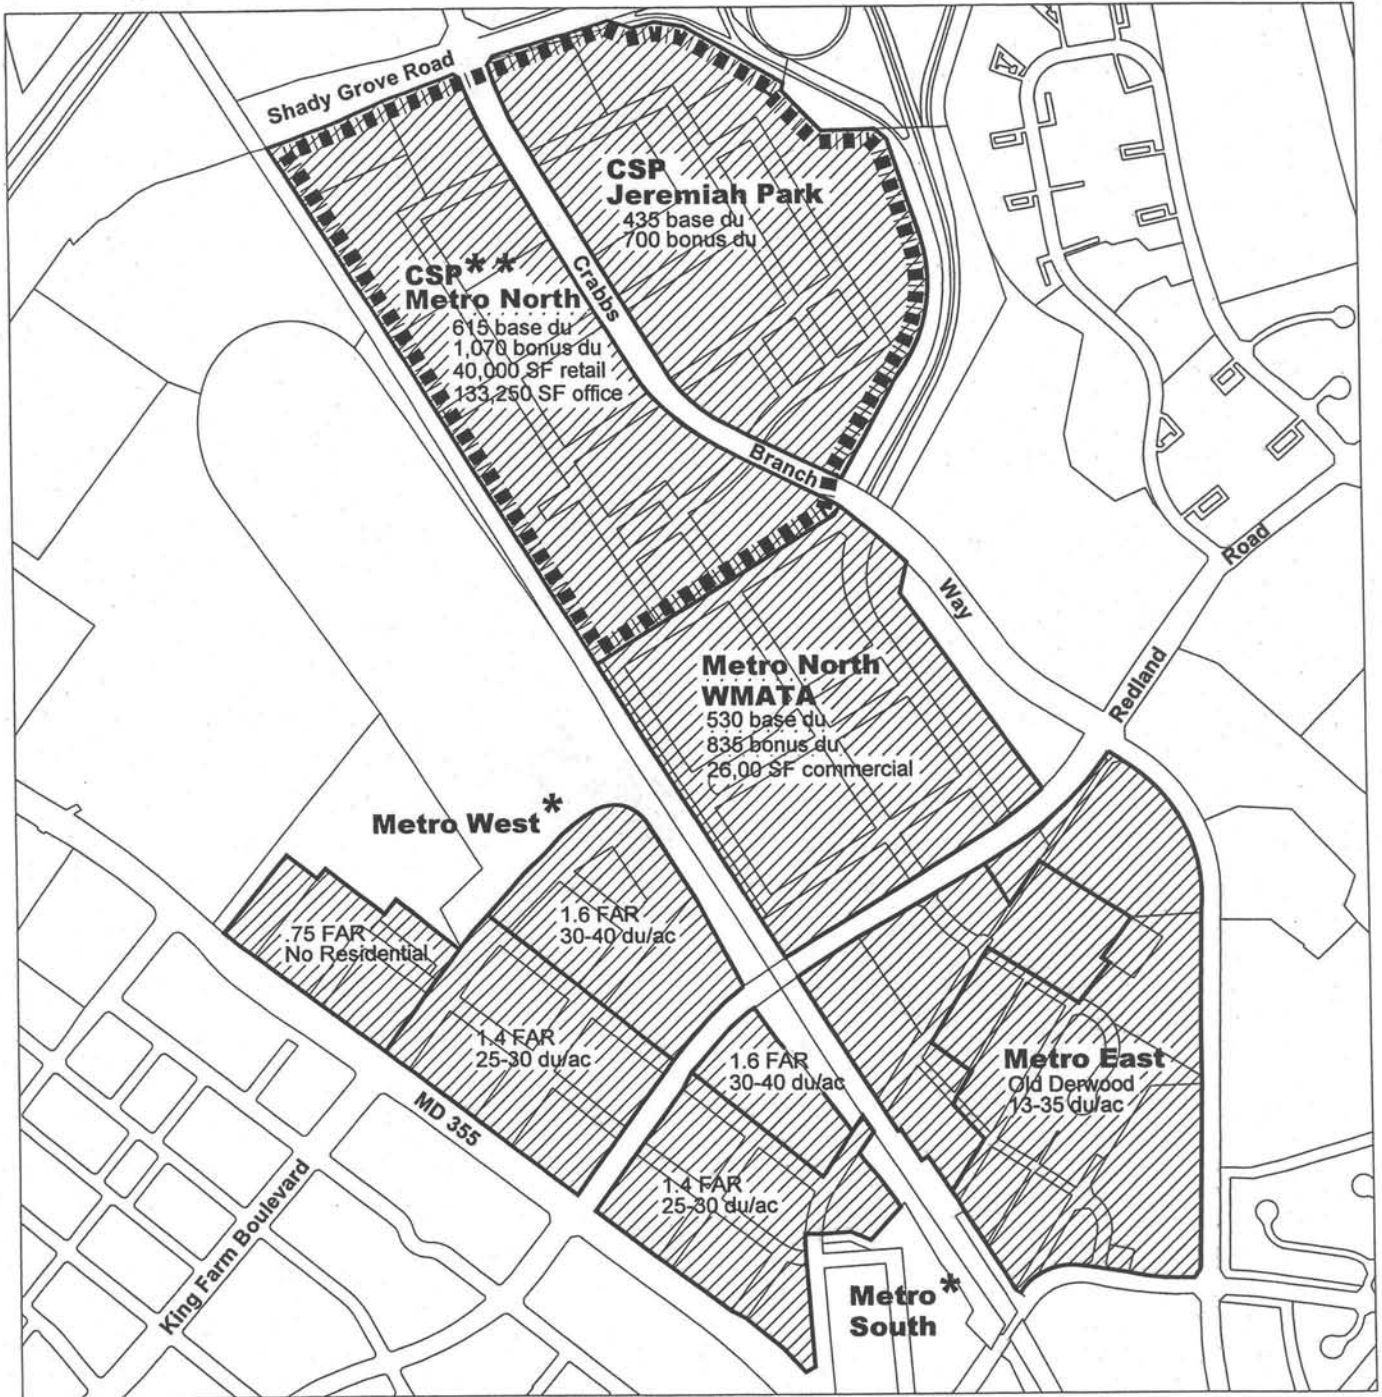 Shady Grove Road
CSP
Jeremiah Park
435 base du
700 bonus du
CSP**
Metro North
615 base du
1,070 bonus du
40,000 SF retail
133,250 SF office
Crabbs
Branch
Way
Road
Redland
Metro North
WMATA
530 base du
835 bonus du
26,00 SF commercial
Metro West*
1.6 FAR
30-40 du/ac
.75 FAR
No Residential
1.4 FAR
25-30 du/ac
1.6 FAR
30-40 du/ac
Metro East
Old Derwood
13-35 du/ac
MD 355
1.4 FAR
25-30 du/ac
King Farm Boulevard
Metro*
South